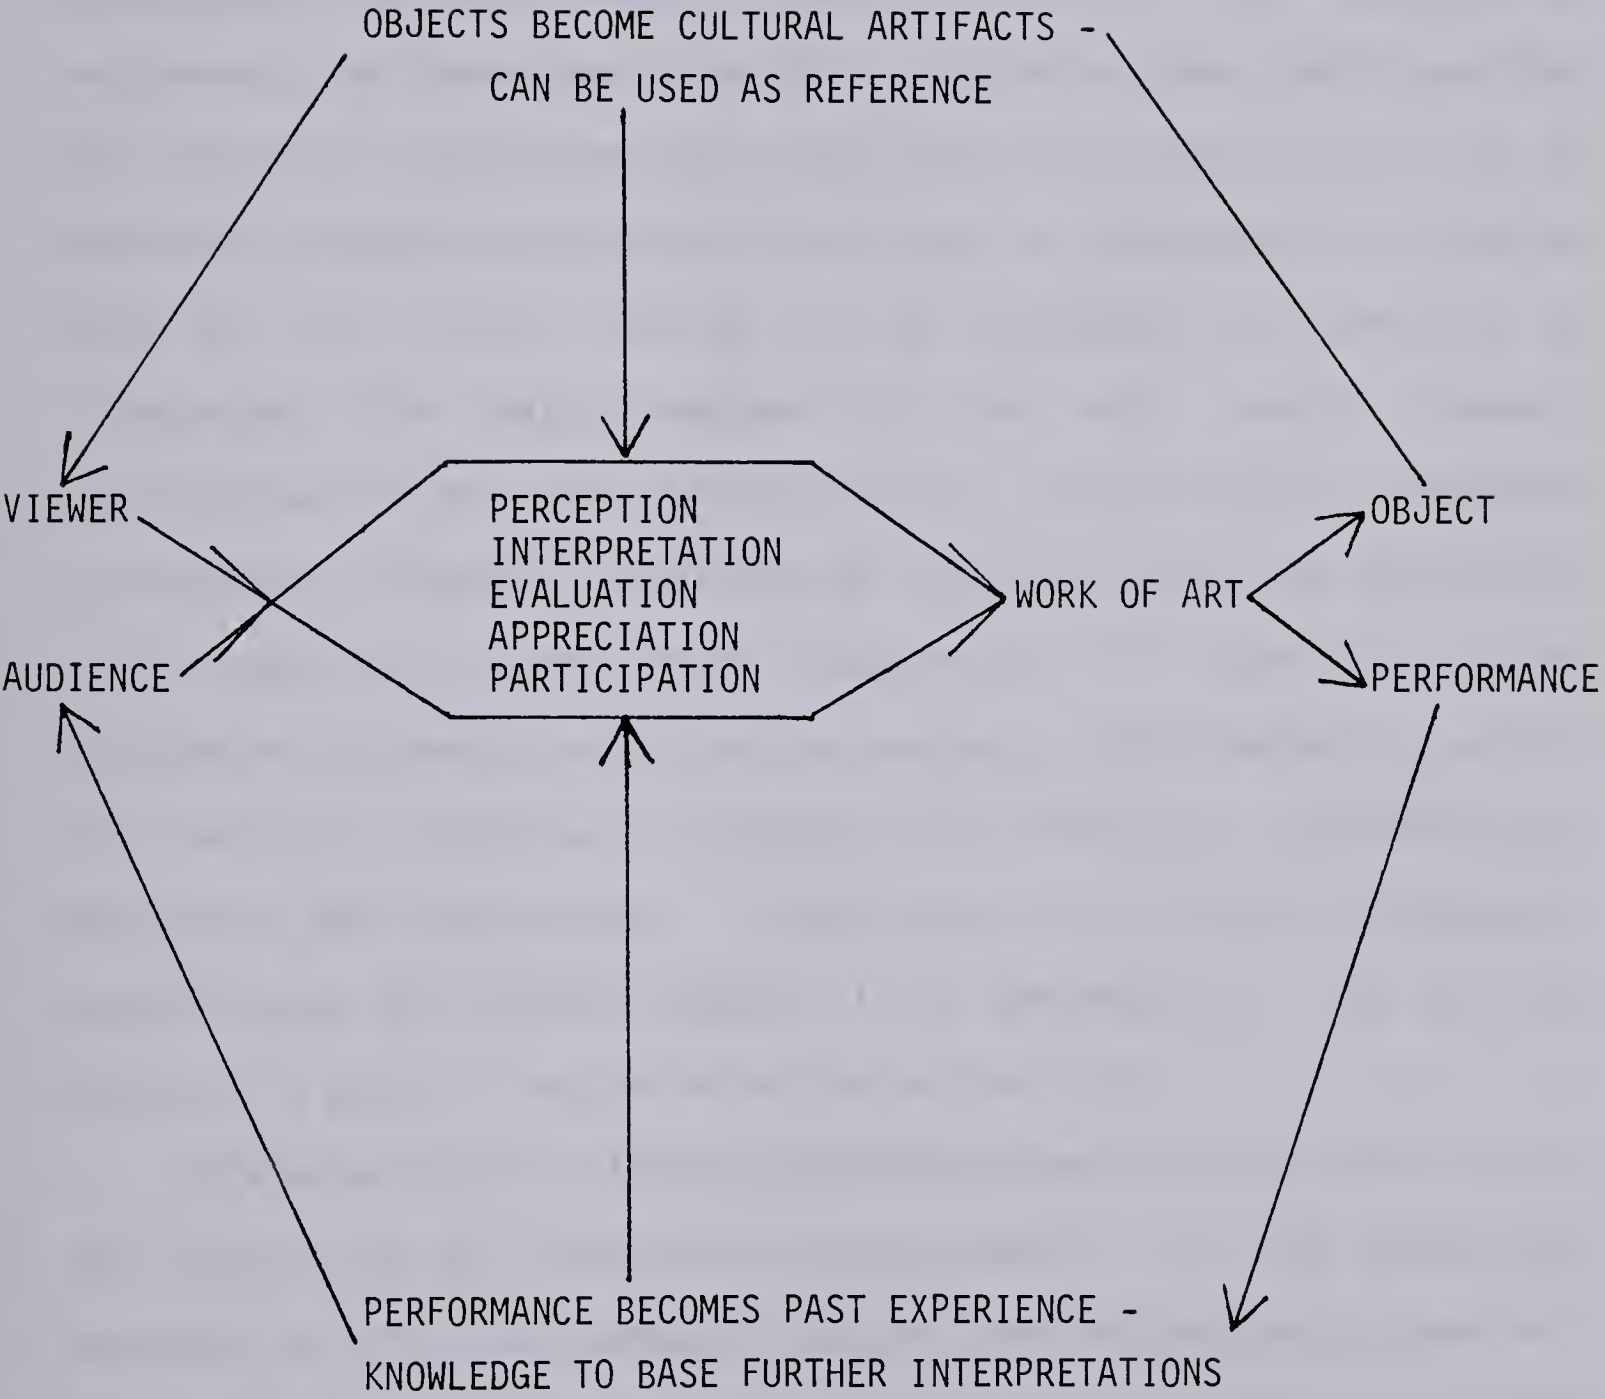 OBJECTS BECOME CULTURAL ARTIFACTS -
CAN BE USED AS REFERENCE
VIEWER
PERCEPTION
OBJECT
INTERPRETATION
EVALUATION
WORK OF ART
APPRECIATION
AUDIENCE
PARTICIPATION
PERFORMANCE
PERFORMANCE BECOMES PAST EXPERIENCE -
KNOWLEDGE TO BASE FURTHER INTERPRETATIONS